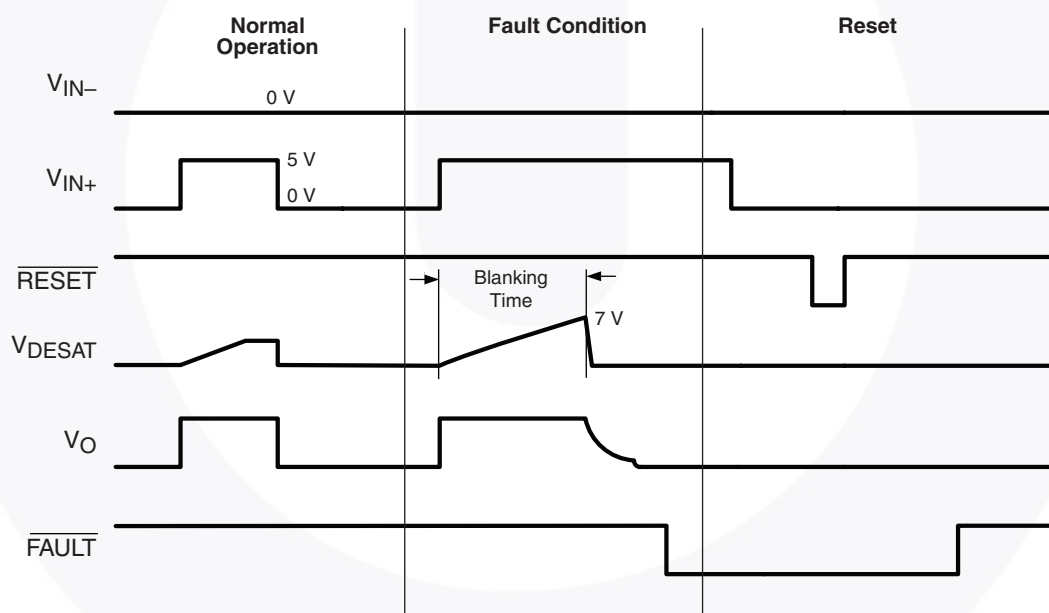 Normal
Operation
Fault Condition
Reset
VIN–
0 V
VIN+
5 V
0 V
RESET
Blanking
Time
7 V
VDESAT
VO
FAULT